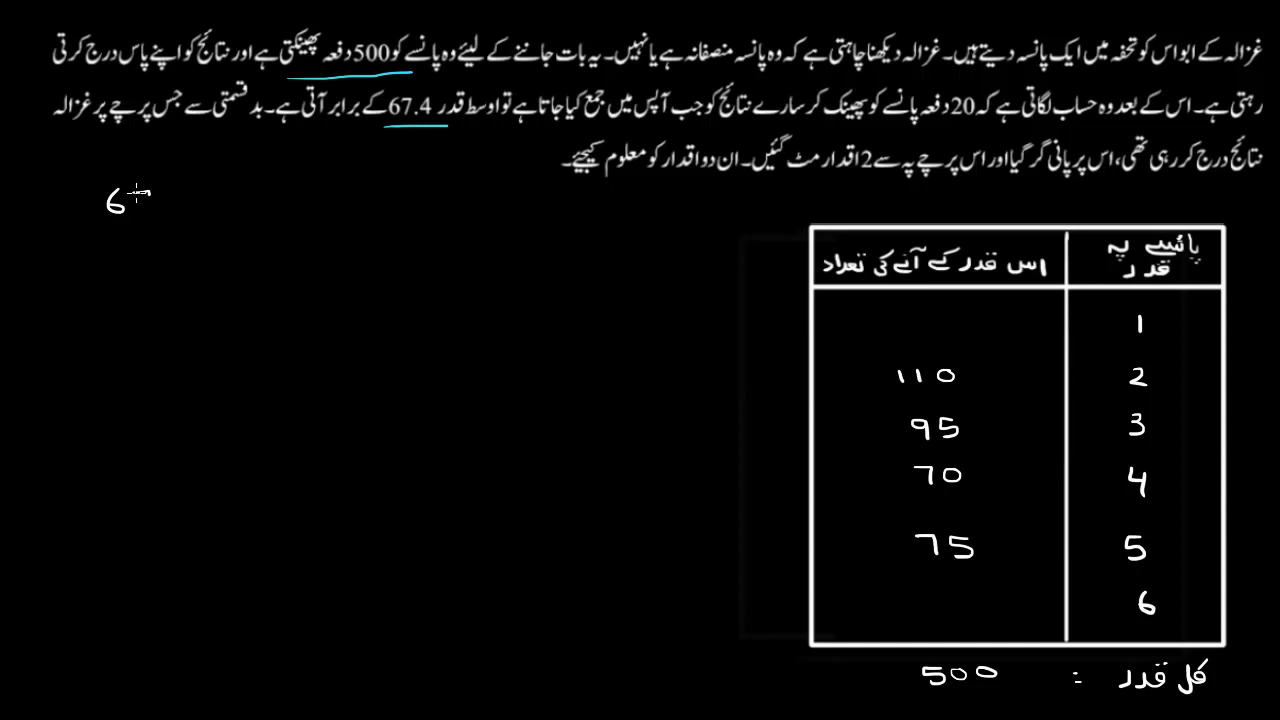 غزالہ کے ابو اس کو تحفہ میں ایک پانسہ دیتے ہیں۔ غزالہ دیکھنا چاہتی ہے کہ وہ پانسہ منصفانہ ہے یا نہیں۔ یہ بات جاننے کے لیئے وہ پانسے کو 500 دفعہ پھینکتی ہے اور نتائج کو اپنے پاس درج کرتی
رہتی ہے۔ اس کے بعد وہ حساب لگاتی ہے کہ 20 دفعہ پانسے کو پھینک کر سارے نتائج کو جب آپس میں جمع کیا جاتا ہے تو اوسط قدر 67.4 کے برابر آتی ہے۔ بد قسمتی سے جس پرچے پر غزالہ
نتائج درج کر رہی تھی، اس پر پانی گر گیا اور اس پرچے پہ سے 2 اقدار مٹ گئیں۔ ان دو اقدار کو معلوم کیجیئے۔
پانسے پہ قدر اس قدر کے آنے کی تعداد
1
2 110
3 95
4 70
5 75
6
کل قدر = 500